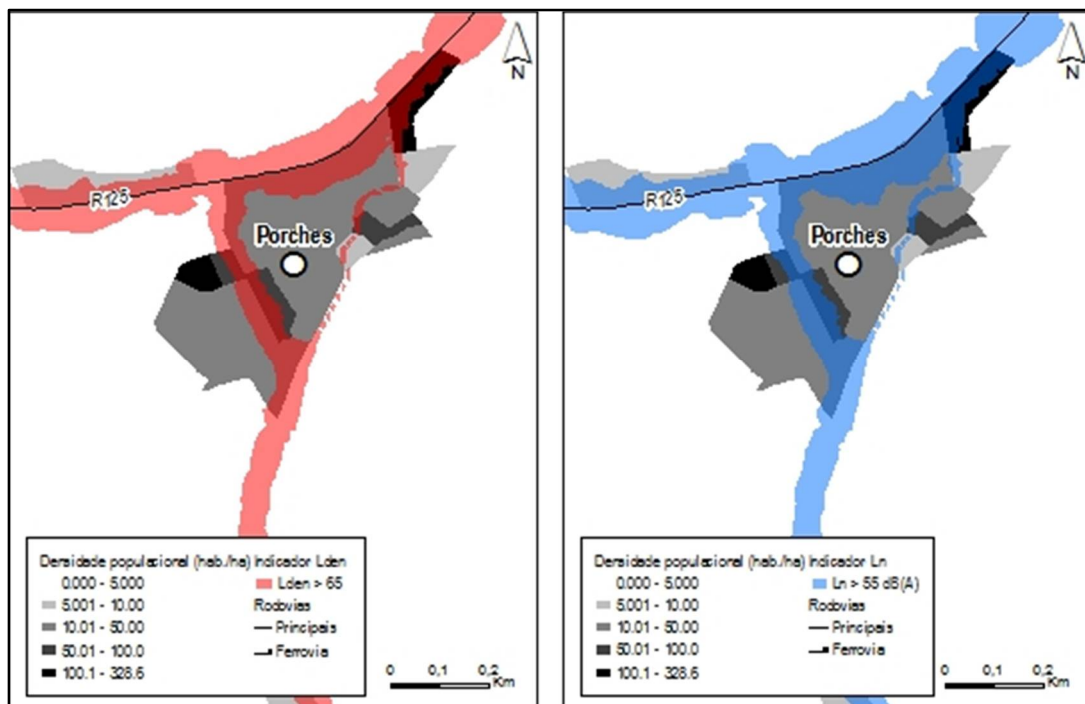 N
R125
Porches
Densidade populacional (hab./ha) Indicador Lden
0.000 - 5.000
Lden > 65
5.001 - 10.00
Rodovias
10.01 - 50.00
Principais
50.01 - 100.0
Ferrovia
100.1 - 328.6
0 0,1 0,2
Km
N
R125
Porches
Densidade populacional (hab./ha) Indicador Ln
0.000 - 5.000
Ln > 55 dB(A)
5.001 - 10.00
Rodovias
10.01 - 50.00
Principais
50.01 - 100.0
Ferrovia
100.1 - 328.6
0 0,1 0,2
Km